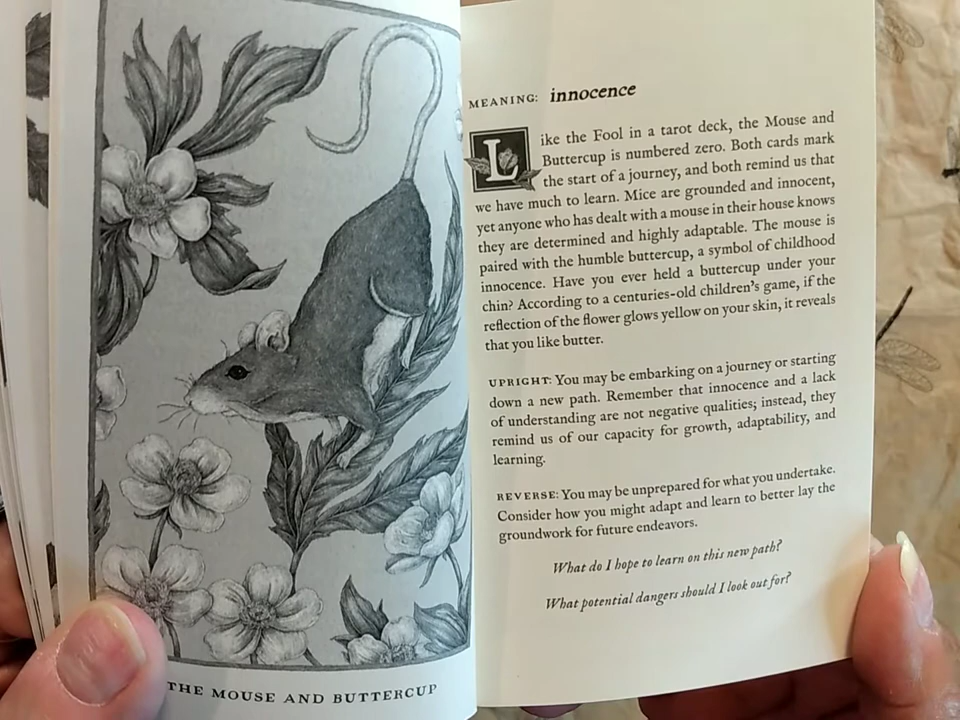 THE MOUSE AND BUTTERCUP
MEANING: innocence
Like the Fool in a tarot deck, the Mouse and
Buttercup is numbered zero. Both cards mark
the start of a journey, and both remind us that
we have much to learn. Mice are grounded and innocent,
yet anyone who has dealt with a mouse in their house knows
they are determined and highly adaptable. The mouse is
paired with the humble buttercup, a symbol of childhood
innocence. Have you ever held a buttercup under your
chin? According to a centuries-old children's game, if the
reflection of the flower glows yellow on your skin, it reveals
that you like butter.
UPRIGHT: You may be embarking on a journey or starting
down a new path. Remember that innocence and a lack
of understanding are not negative qualities; instead, they
remind us of our capacity for growth, adaptability, and
learning.
REVERSE: You may be unprepared for what you undertake.
Consider how you might adapt and learn to better lay the
groundwork for future endeavors.
What do I hope to learn on this new path?
What potential dangers should I look out for?